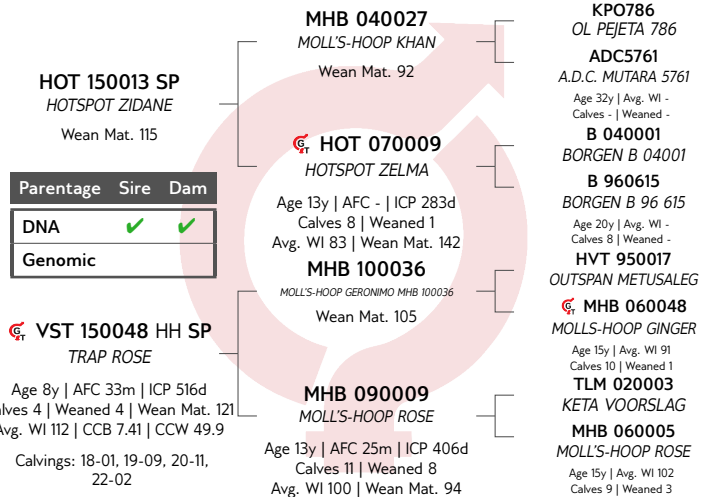 HOT 150013 SP
HOTSPOT ZIDANE
Wean Mat. 115
Parentage Sire Dam
DNA ✔ ✔
Genomic
VST 150048 HH SP
TRAP ROSE
Age 8y | AFC 33m | ICP 516d
alves 4 | Weaned 4 | Wean Mat. 121
Avg. WI 112 | CCB 7.41 | CCW 49.9
Calvings: 18-01, 19-09, 20-11,
22-02
MHB 040027
MOLL'S-HOOP KHAN
Wean Mat. 92
HOT 070009
HOTSPOT ZELMA
Age 13y | AFC - | ICP 283d
Calves 8 | Weaned 1
Avg. WI 83 | Wean Mat. 142
MHB 100036
MOLL'S-HOOP GERONIMO MHB 100036
Wean Mat. 105
MHB 090009
MOLL'S-HOOP ROSE
Age 13y | AFC 25m | ICP 406d
Calves 11 | Weaned 8
Avg. WI 100 | Wean Mat. 94
KPO786
OL PEJETA 786
ADC5761
A.D.C. MUTARA 5761
Age 32y | Avg. WI -
Calves - | Weaned -
B 040001
BORGEN B 04001
B 960615
BORGEN B 96 615
Age 20y | Avg. WI -
Calves 8 | Weaned -
HVT 950017
OUTSPAN METUSALEG
MHB 060048
MOLLS-HOOP GINGER
Age 15y | Avg. WI 91
Calves 10 | Weaned 1
TLM 020003
KETA VOORSLAG
MHB 060005
MOLL'S-HOOP ROSE
Age 15y | Avg. WI 102
Calves 9 | Weaned 3